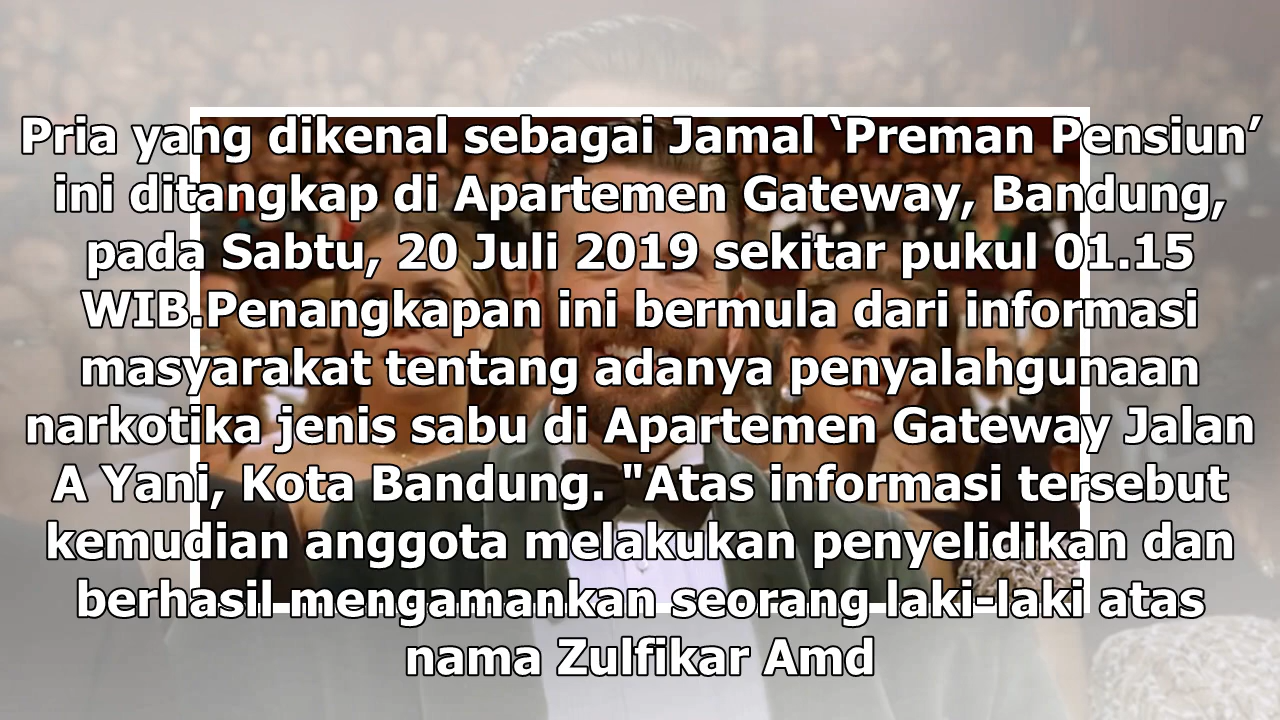 Pria yang dikenal sebagai Jamal ‘Preman Pensiun’
ini ditangkap di Apartemen Gateway, Bandung,
pada Sabtu, 20 Juli 2019 sekitar pukul 01.15
WIB.Penangkapan ini bermula dari informasi
masyarakat tentang adanya penyalahgunaan
narkotika jenis sabu di Apartemen Gateway Jalan
A Yani, Kota Bandung. "Atas informasi tersebut
kemudian anggota melakukan penyelidikan dan
berhasil mengamankan seorang laki-laki atas
nama Zulfikar Amd